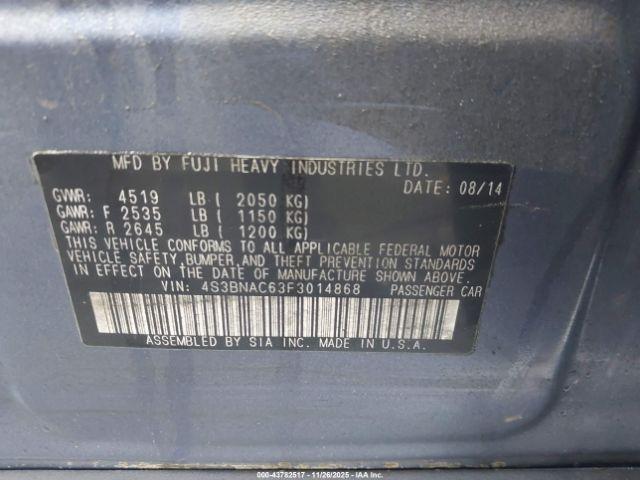 MFD BY FUJI HEAVY INDUSTRIES LTD.
DATE: 08/14
GVWR: 4519 LB ( 2050 KG)
GAWR: F 2535 LB ( 1150 KG)
GAWR: R 2645 LB ( 1200 KG)
THIS VEHICLE CONFORMS TO ALL APPLICABLE FEDERAL MOTOR
VEHICLE SAFETY, BUMPER, AND THEFT PREVENTION STANDARDS
IN EFFECT ON THE DATE OF MANUFACTURE SHOWN ABOVE.
VIN: 4S3BNAC63F3014868 PASSENGER CAR
ASSEMBLED BY SIA INC. MADE IN U.S.A.
000-43782517 - 11/26/2025 - IAAI.COM